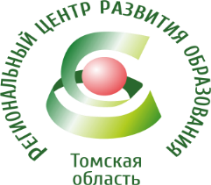 Региональный центр развития образования
Томская
область